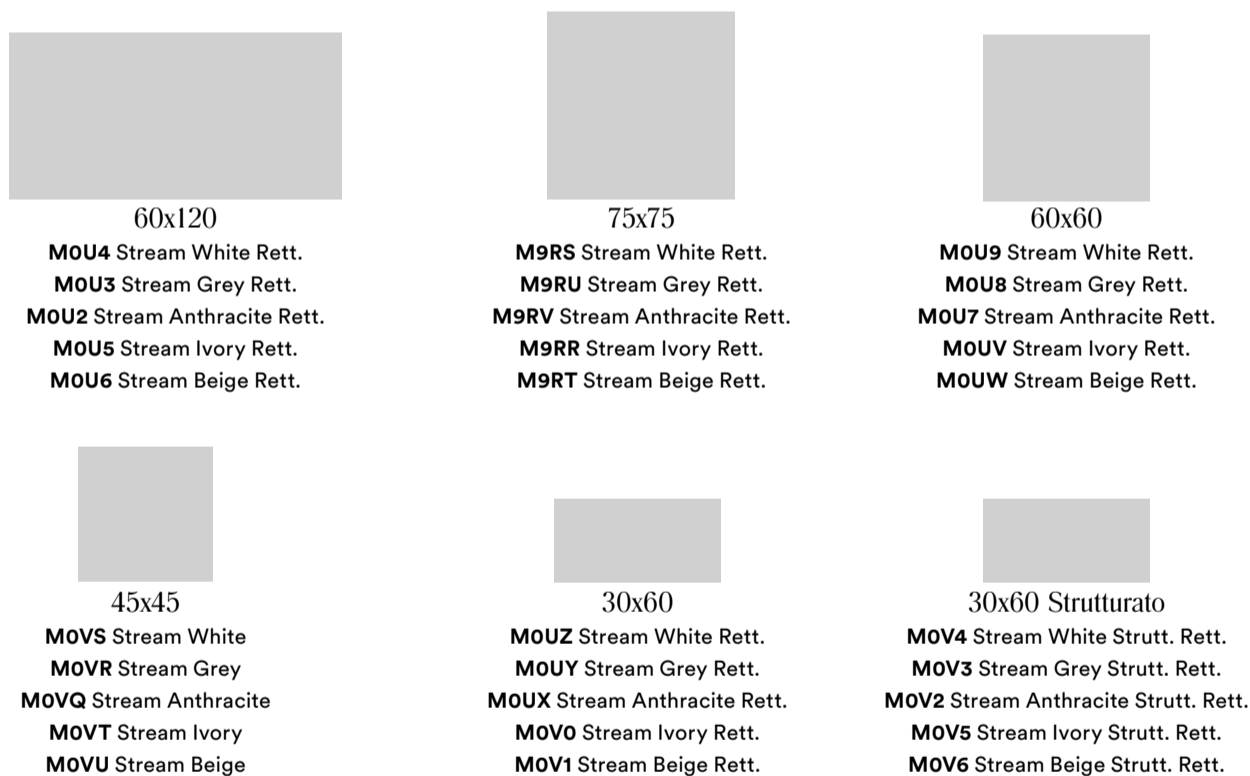 60x120
M0U4 Stream White Rett.
M0U3 Stream Grey Rett.
M0U2 Stream Anthracite Rett.
M0U5 Stream Ivory Rett.
M0U6 Stream Beige Rett.
75x75
M9RS Stream White Rett.
M9RU Stream Grey Rett.
M9RV Stream Anthracite Rett.
M9RR Stream Ivory Rett.
M9RT Stream Beige Rett.
60x60
M0U9 Stream White Rett.
M0U8 Stream Grey Rett.
M0U7 Stream Anthracite Rett.
M0UV Stream Ivory Rett.
M0UW Stream Beige Rett.
45x45
M0VS Stream White
M0VR Stream Grey
M0VQ Stream Anthracite
M0VT Stream Ivory
M0VU Stream Beige
30x60
M0UZ Stream White Rett.
M0UY Stream Grey Rett.
M0UX Stream Anthracite Rett.
M0V0 Stream Ivory Rett.
M0V1 Stream Beige Rett.
30x60 Strutturato
M0V4 Stream White Strutt. Rett.
M0V3 Stream Grey Strutt. Rett.
M0V2 Stream Anthracite Strutt. Rett.
M0V5 Stream Ivory Strutt. Rett.
M0V6 Stream Beige Strutt. Rett.